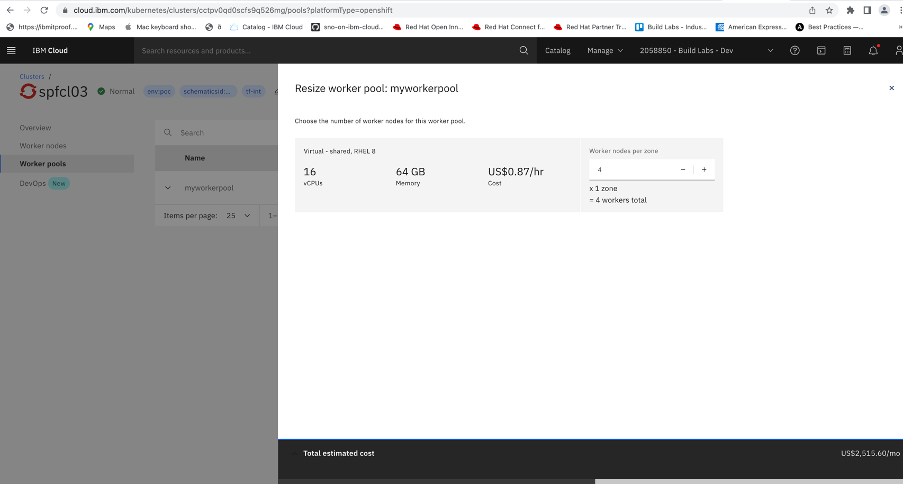 cloud.ibm.com/kubernetes/clusters/cctpv0qd0scfs9q526mg/pools?platformType=openshift
https://ibmitproof.... Maps Mac keyboard sho... Catalog - IBM Cloud sno-on-ibm-cloud... Red Hat Open Inn... Red Hat Connect f... Red Hat Partner Tr... Build Labs - Indus... American Express... Best Practices —... »
IBM Cloud Search resources and products... Catalog Manage 2058850 - Build Labs - Dev
Clusters /
spfcl03 Normal env:poc schematicsid:... tf-int
Resize worker pool: myworkerpool
Choose the number of worker nodes for this worker pool.
Overview
Worker nodes
Worker pools
DevOps New
Search
Name
myworkerpool
Items per page: 25 1–
Virtual - shared, RHEL 8
16 64 GB US$0.87/hr
vCPUs Memory Cost
Worker nodes per zone
4 − +
x 1 zone
= 4 workers total
Total estimated cost US$2,515.60/mo